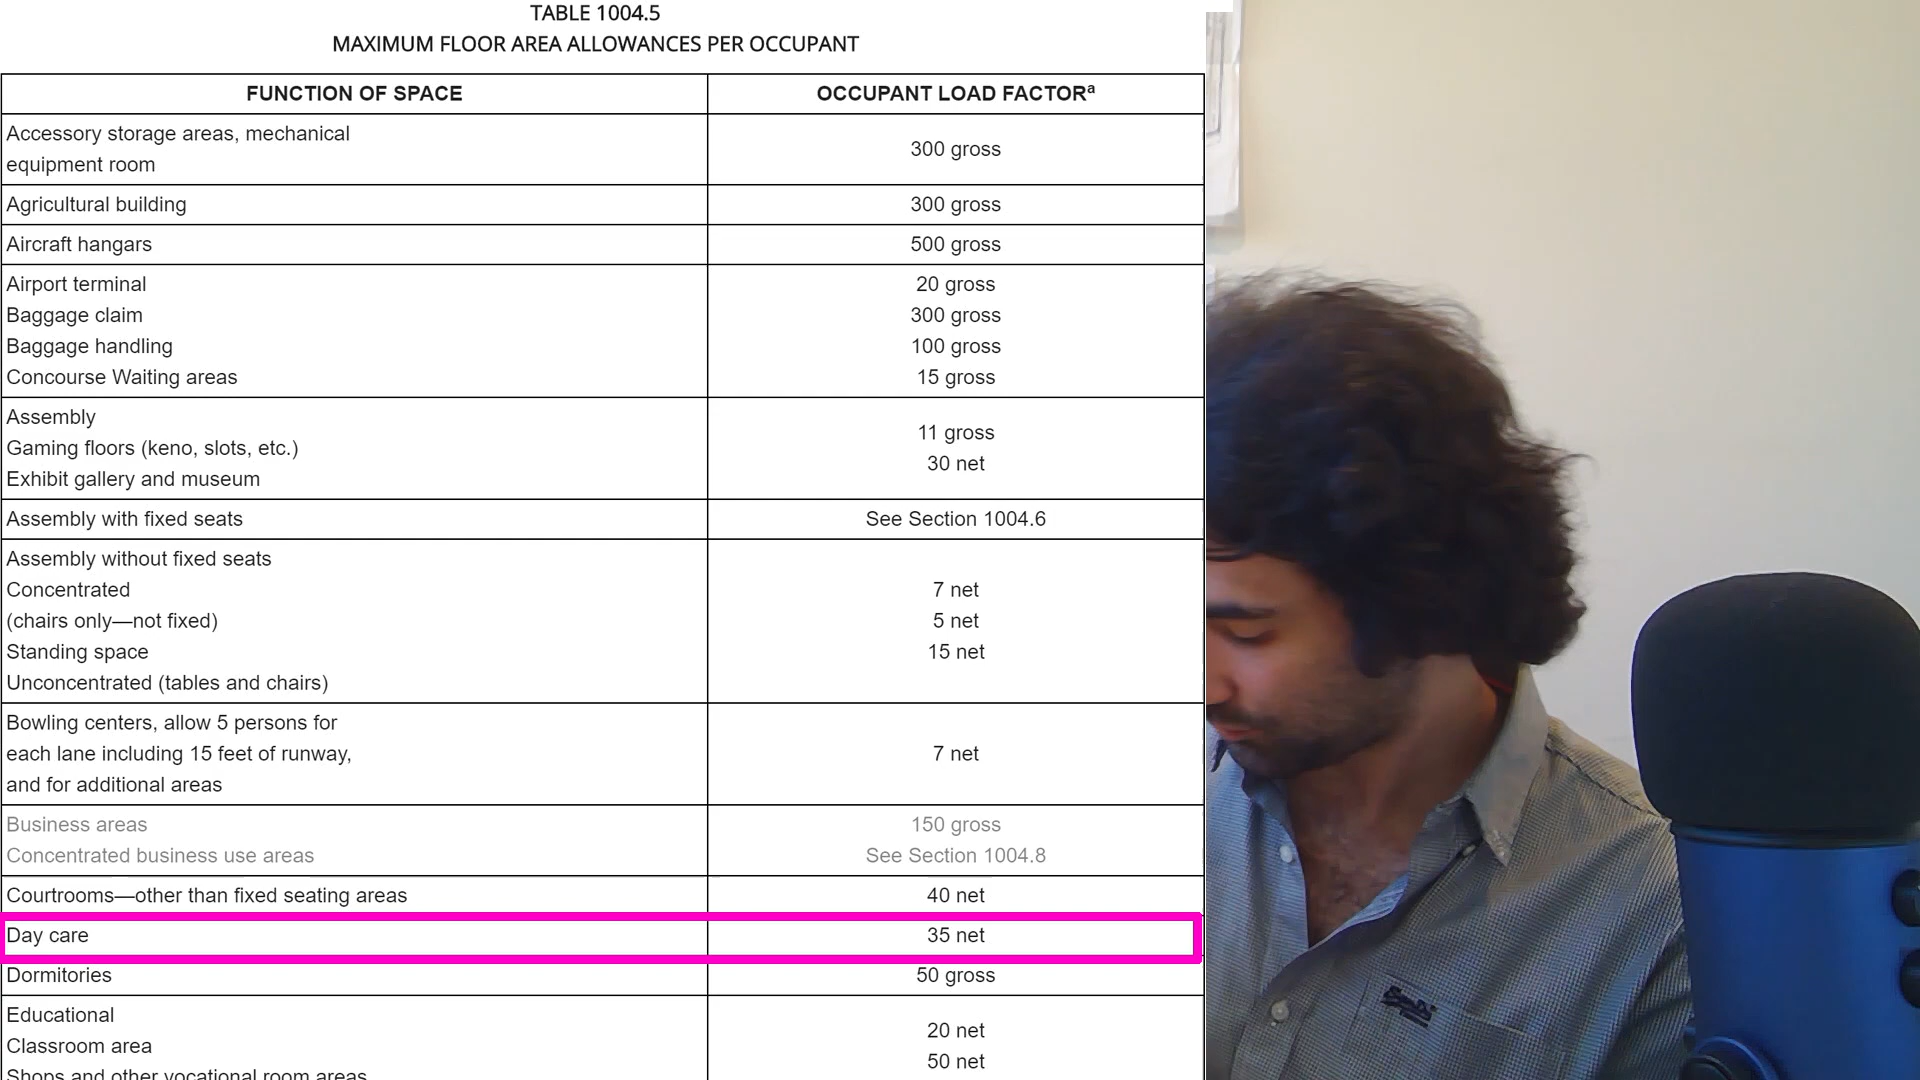 TABLE 1004.5
MAXIMUM FLOOR AREA ALLOWANCES PER OCCUPANT
FUNCTION OF SPACE OCCUPANT LOAD FACTORa
Accessory storage areas, mechanical
equipment room
300 gross
Agricultural building 300 gross
Aircraft hangars 500 gross
Airport terminal 20 gross
Baggage claim 300 gross
Baggage handling 100 gross
Concourse Waiting areas 15 gross
Assembly
Gaming floors (keno, slots, etc.)
Exhibit gallery and museum
11 gross
30 net
Assembly with fixed seats See Section 1004.6
Assembly without fixed seats
Concentrated 7 net
(chairs only—not fixed) 5 net
Standing space 15 net
Unconcentrated (tables and chairs)
Bowling centers, allow 5 persons for
each lane including 15 feet of runway, 7 net
and for additional areas
Business areas 150 gross
Concentrated business use areas See Section 1004.8
Courtrooms—other than fixed seating areas 40 net
Day care 35 net
Dormitories 50 gross
Educational
Classroom area
Shops and other vocational room areas
20 net
50 net